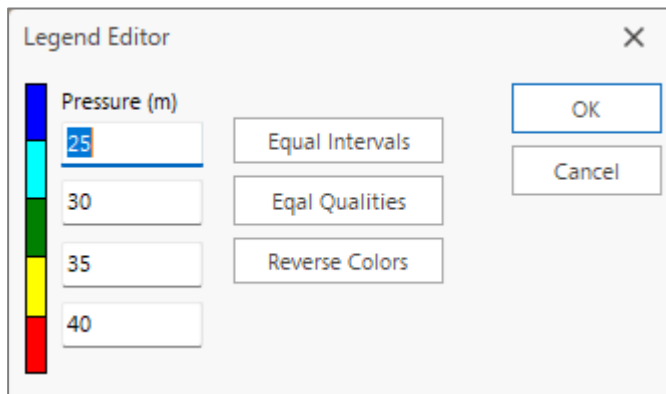 Legend Editor
Pressure (m)
25
30
35
40
Equal Intervals
Eqal Qualities
Reverse Colors
OK
Cancel